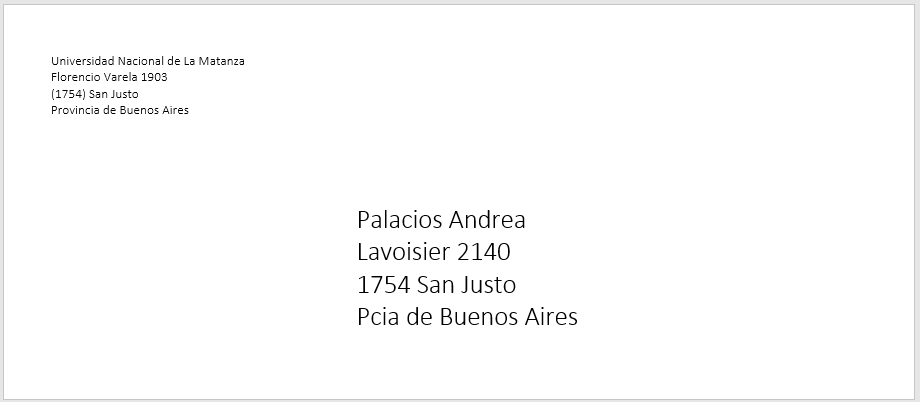 Universidad Nacional de La Matanza
Florencio Varela 1903
(1754) San Justo
Provincia de Buenos Aires
Palacios Andrea
Lavoisier 2140
1754 San Justo
Pcia de Buenos Aires